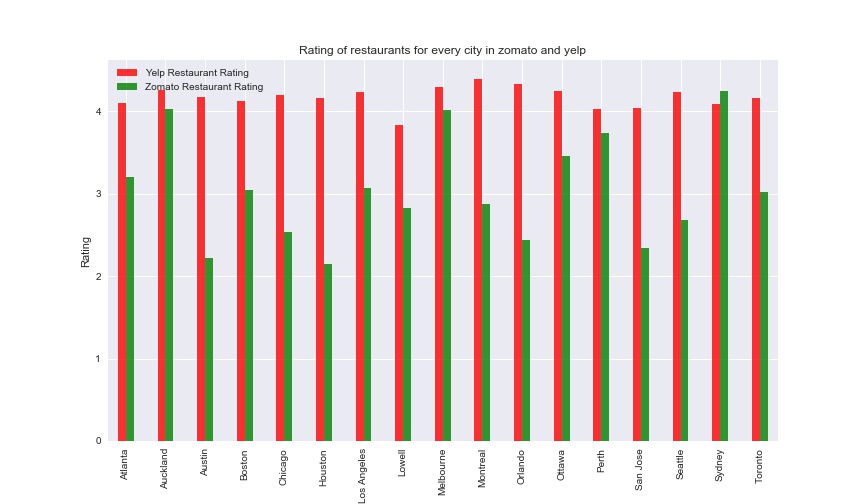 Rating of restaurants for every city in zomato and yelp
Yelp Restaurant Rating
Zomato Restaurant Rating
Rating
4
3
2
1
0
Atlanta
Auckland
Austin
Boston
Chicago
Houston
Los Angeles
Lowell
Melbourne
Montreal
Orlando
Ottawa
Perth
San Jose
Seattle
Sydney
Toronto